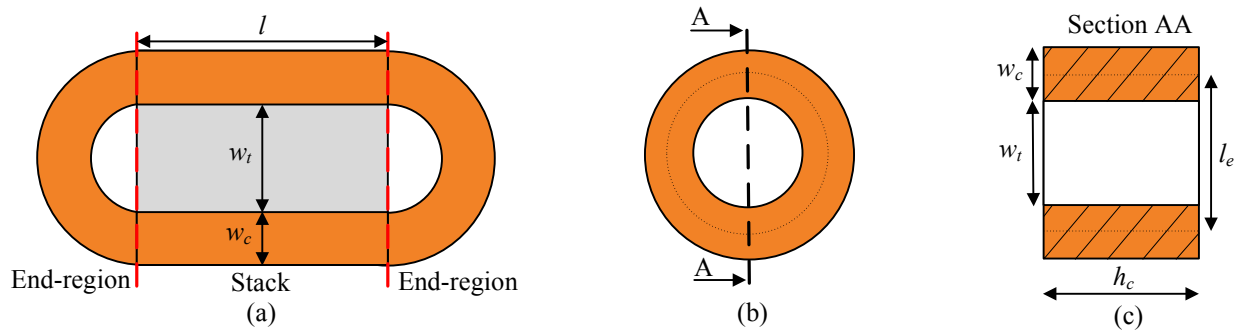 l
w_t
w_c
End-region
Stack
End-region
(a)
A
A
(b)
Section AA
w_c
w_t
l_e
h_c
(c)